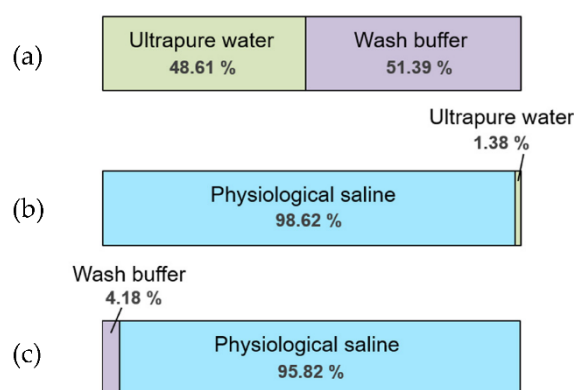 (a)
Ultrapure water
48.61 %
Wash buffer
51.39 %
Ultrapure water
1.38 %
(b)
Physiological saline
98.62 %
Wash buffer
4.18 %
(c)
Physiological saline
95.82 %